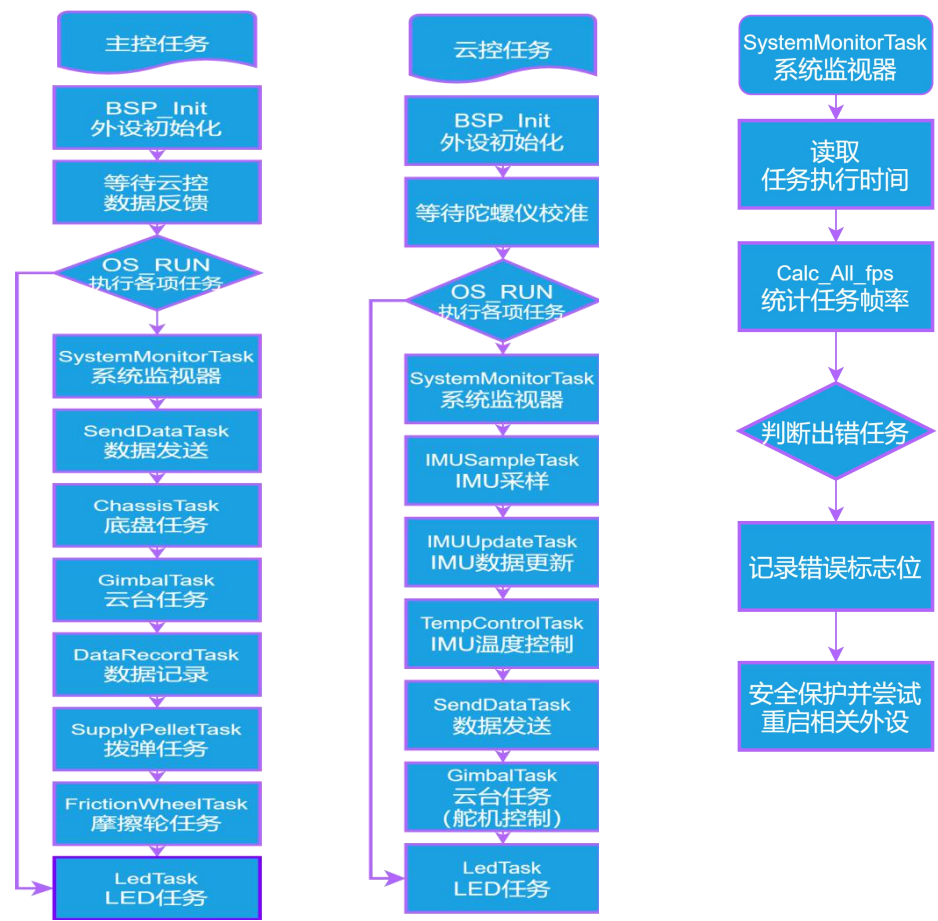 主控任务
BSP_Init
外设初始化
等待云控
数据反馈
OS_RUN
执行各项任务
SystemMonitorTask
系统监视器
SendDataTask
数据发送
ChassisTask
底盘任务
GimbalTask
云台任务
DataRecordTask
数据记录
SupplyPelletTask
拨弹任务
FrictionWheelTask
摩擦轮任务
LedTask
LED任务
云控任务
BSP_Init
外设初始化
等待陀螺仪校准
OS_RUN
执行各项任务
SystemMonitorTask
系统监视器
IMUSampleTask
IMU采样
IMUUpdateTask
IMU数据更新
TempControlTask
IMU温度控制
SendDataTask
数据发送
GimbalTask
云台任务
(舵机控制)
LedTask
LED任务
SystemMonitorTask
系统监视器
读取
任务执行时间
Calc_All_fps
统计任务帧率
判断出错任务
记录错误标志位
安全保护并尝试
重启相关外设